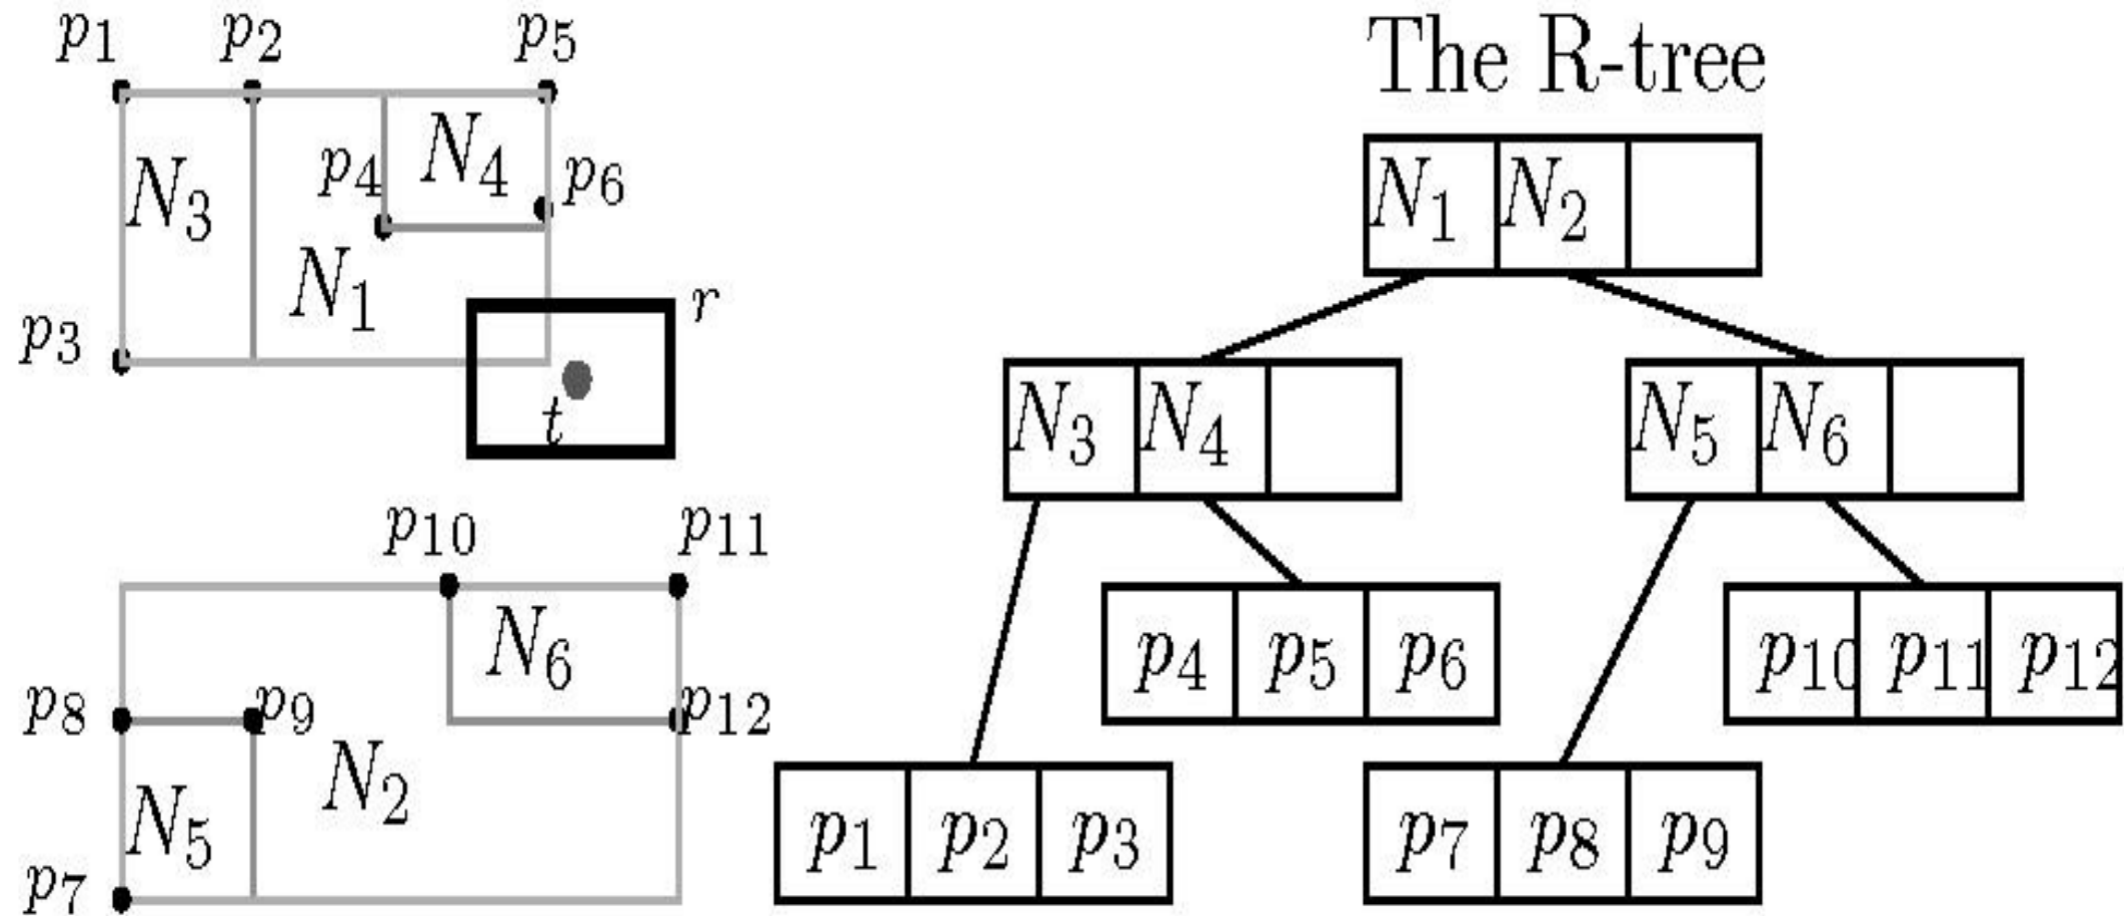 The R-tree
p1 p2 p5
N3 p4 N4 p6
N1
p3
r
t
p10 p11
N6
p8 p9 p12
N2
N5
p7
N1 N2
N3 N4
N5 N6
p4 p5 p6
p10 p11 p12
p1 p2 p3
p7 p8 p9